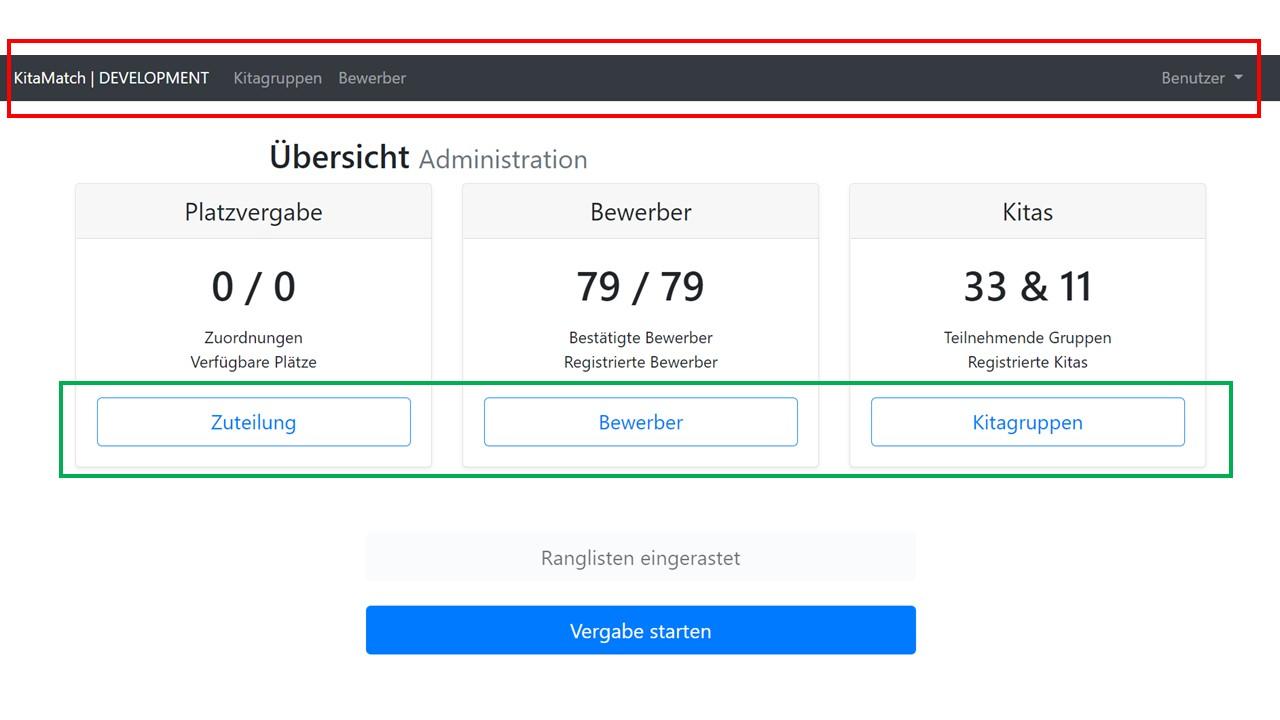 KitaMatch | DEVELOPMENT Kitagruppen Bewerber Benutzer
Übersicht Administration
Platzvergabe
0 / 0
Zuordnungen
Verfügbare Plätze
Zuteilung
Bewerber
79 / 79
Bestätigte Bewerber
Registrierte Bewerber
Bewerber
Kitas
33 & 11
Teilnehmende Gruppen
Registrierte Kitas
Kitagruppen
Ranglisten eingerastet
Vergabe starten